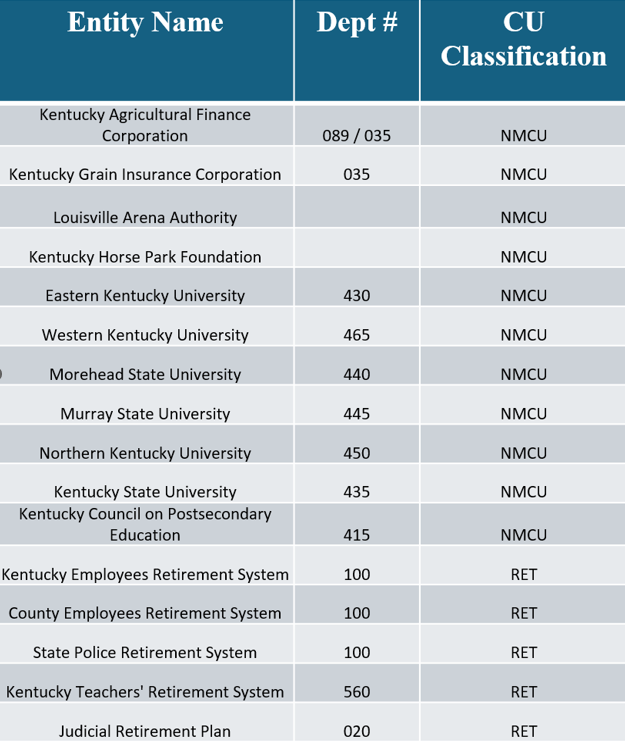 Entity Name Dept # CU
Classification
Kentucky Agricultural Finance
Corporation 089 / 035 NMCU
Kentucky Grain Insurance Corporation 035 NMCU
Louisville Arena Authority NMCU
Kentucky Horse Park Foundation NMCU
Eastern Kentucky University 430 NMCU
Western Kentucky University 465 NMCU
Morehead State University 440 NMCU
Murray State University 445 NMCU
Northern Kentucky University 450 NMCU
Kentucky State University 435 NMCU
Kentucky Council on Postsecondary
Education 415 NMCU
Kentucky Employees Retirement System 100 RET
County Employees Retirement System 100 RET
State Police Retirement System 100 RET
Kentucky Teachers' Retirement System 560 RET
Judicial Retirement Plan 020 RET